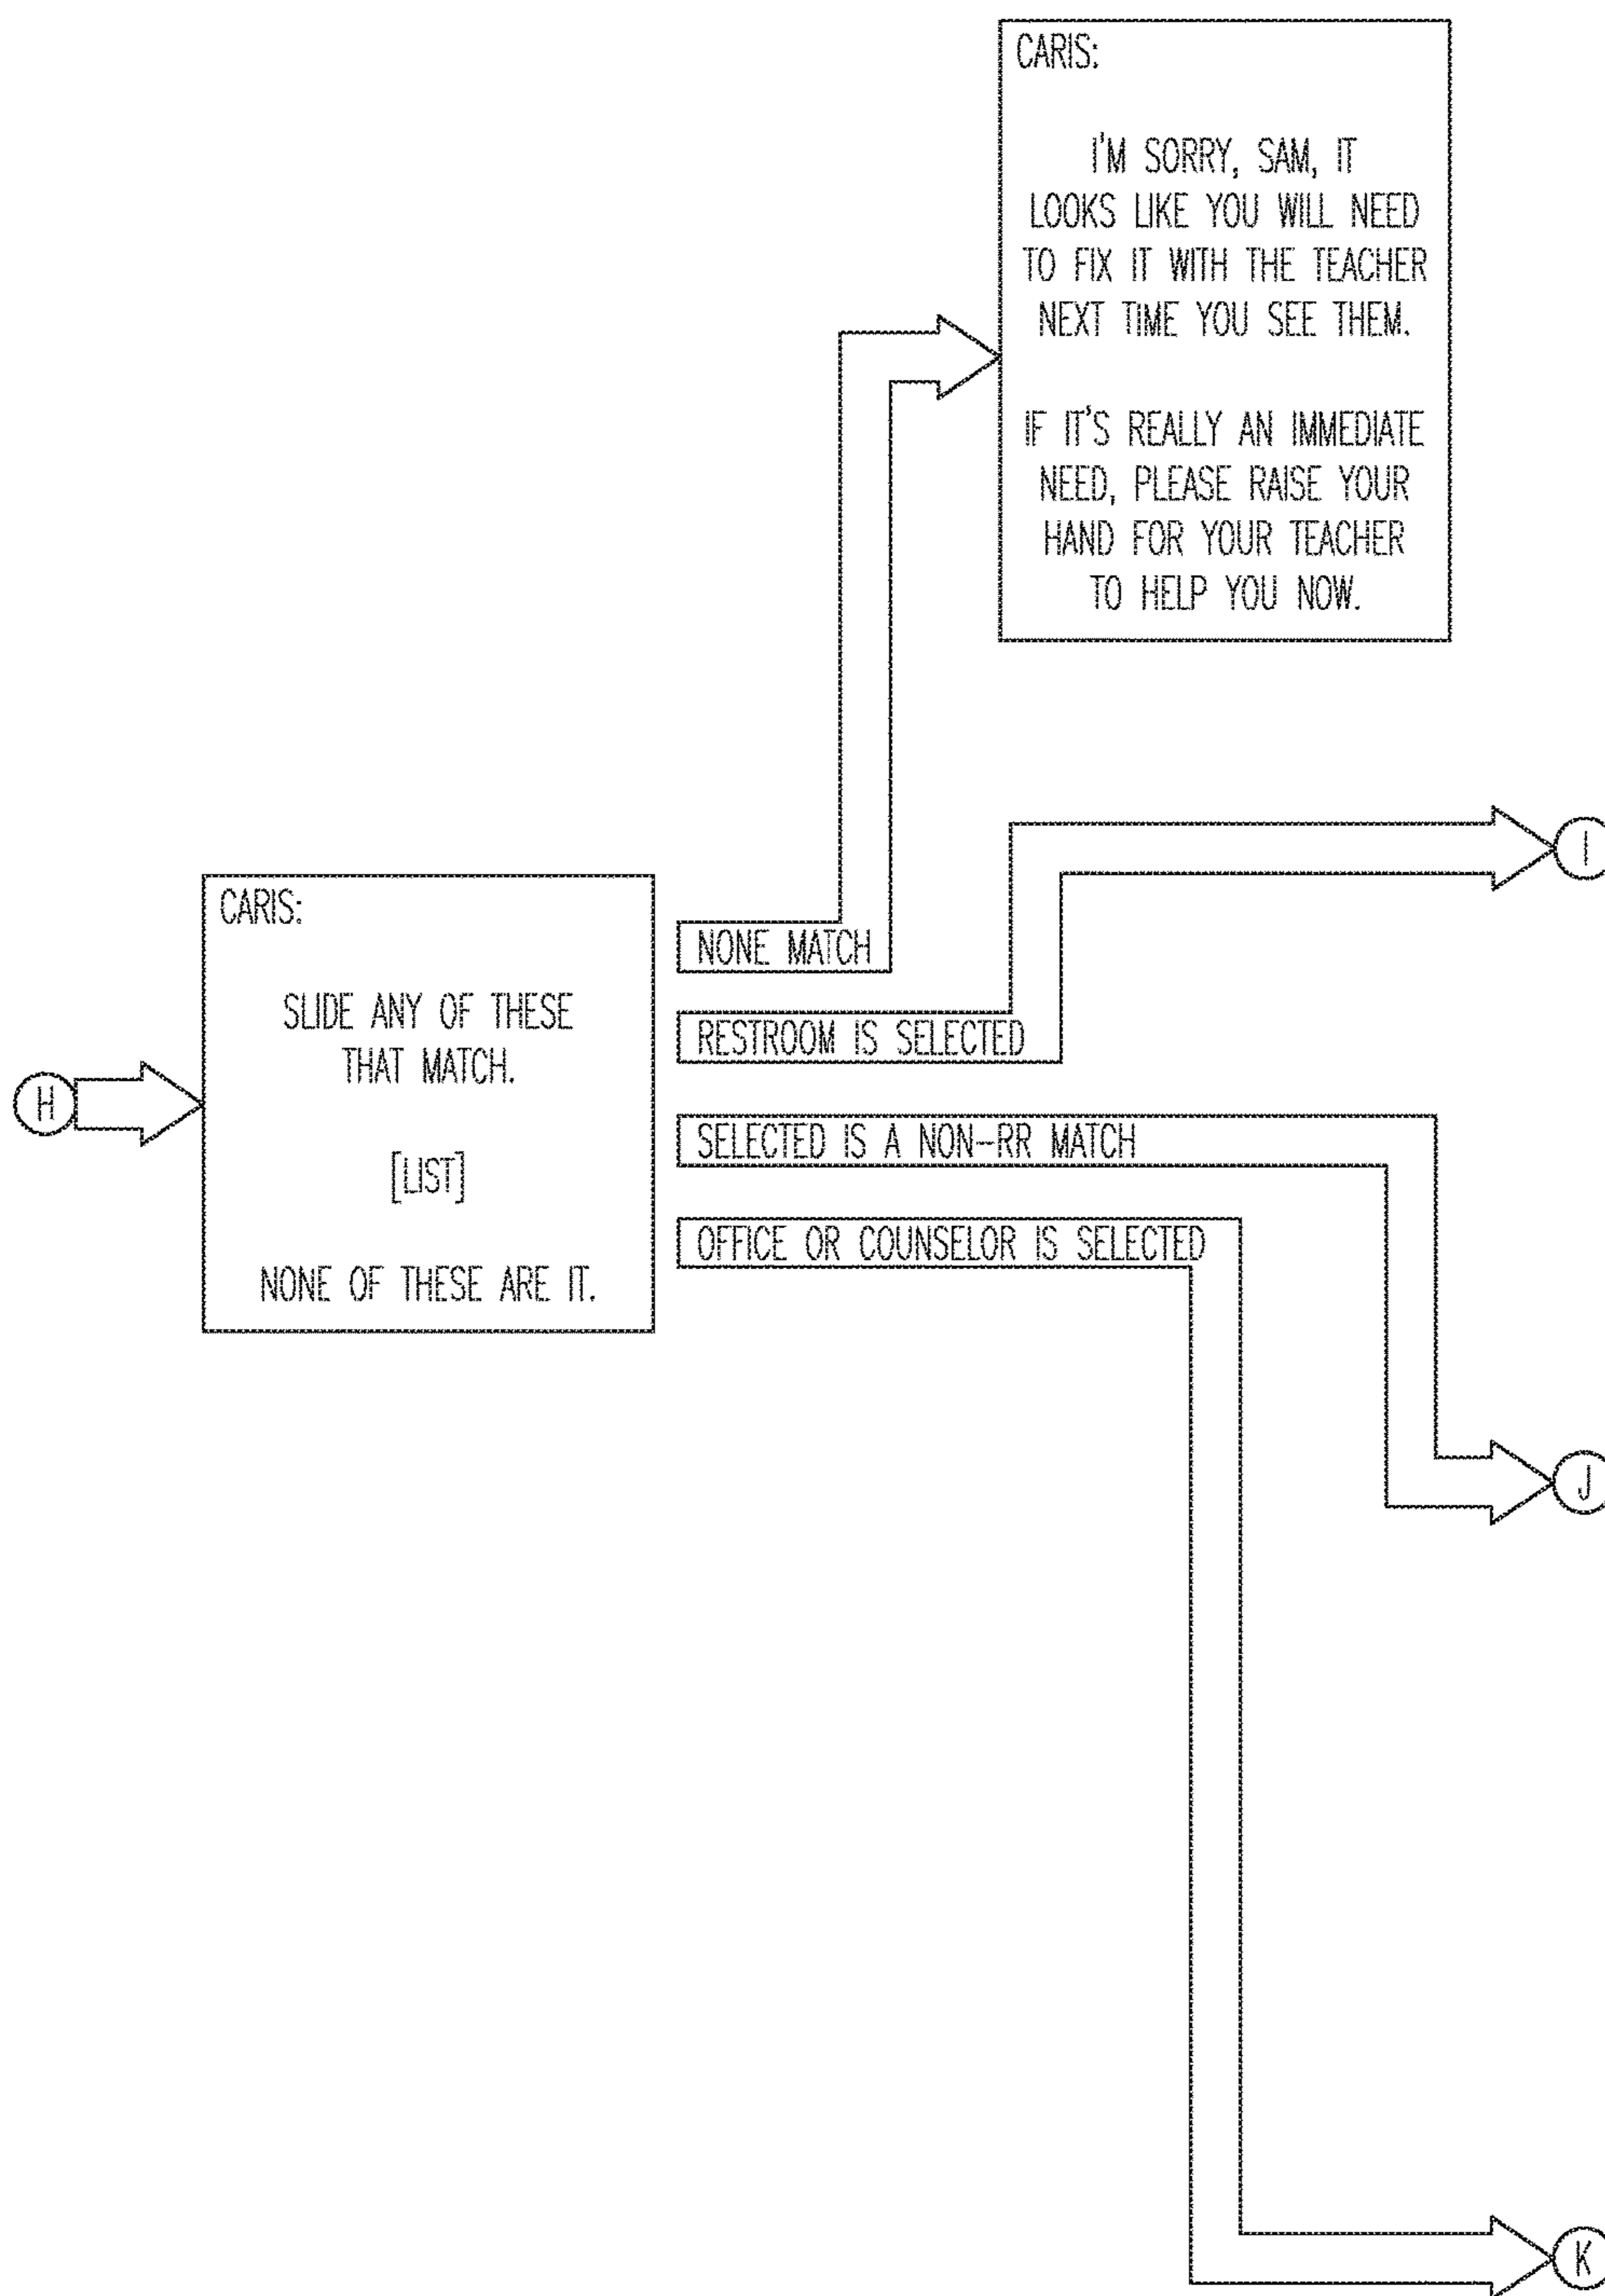 CARIS:
I'M SORRY, SAM, IT
LOOKS LIKE YOU WILL NEED
TO FIX IT WITH THE TEACHER
NEXT TIME YOU SEE THEM.
IF IT'S REALLY AN IMMEDIATE
NEED, PLEASE RAISE YOUR
HAND FOR YOUR TEACHER
TO HELP YOU NOW.
I
CARIS:
SLIDE ANY OF THESE
THAT MATCH.
[LIST]
NONE OF THESE ARE IT.
H
NONE MATCH
RESTROOM IS SELECTED
SELECTED IS A NON-RR MATCH
OFFICE OR COUNSELOR IS SELECTED
J
K